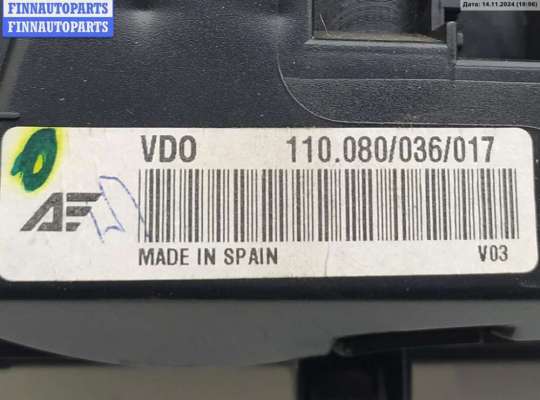 FINNAUTOPARTS
FINNAUTOPARTS
Дата: 14.11.2024 (18:06)
VDO 110.080/036/017
AF
MADE IN SPAIN V03